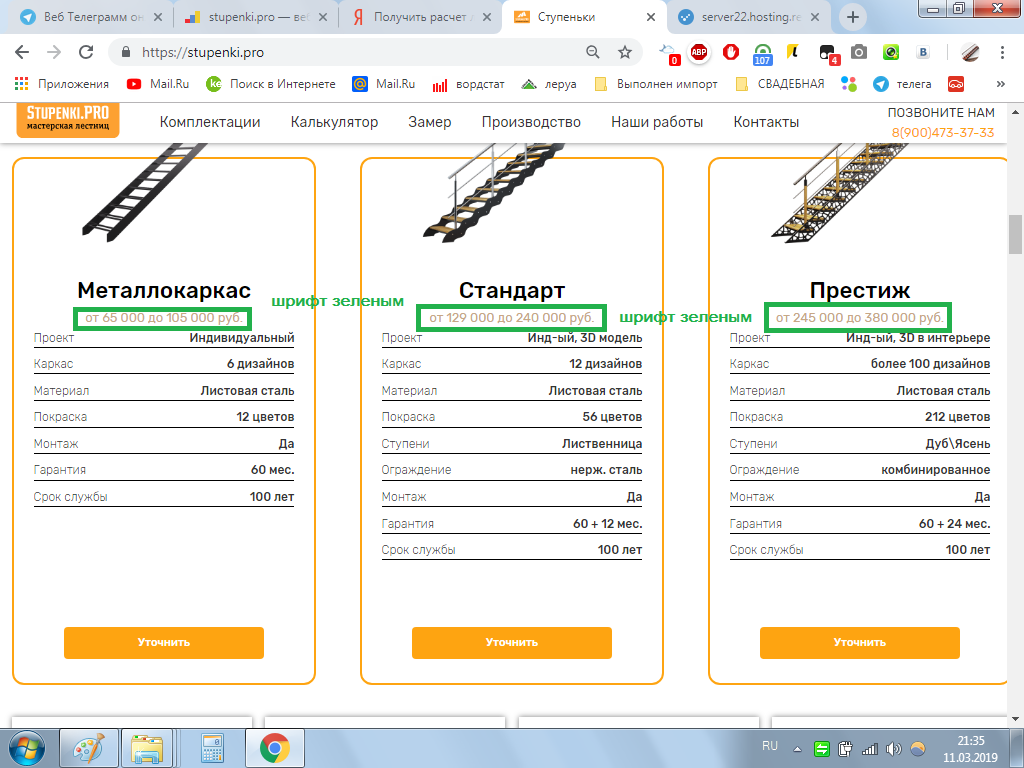 Веб Телеграмм он
stupenki.pro — веб
Получить расчет л
Ступеньки
server22.hosting.re
https://stupenki.pro
0
ABP
107
4
B
Приложения
Mail.Ru
ke
Поиск в Интернете
@
Mail.Ru
вордстат
леруа
Выполнен импорт
СВАДЕБНАЯ
телега
»
STUPENKI.PRO
мастерская лестниц
Комплектации
Калькулятор
Замер
Производство
Наши работы
Контакты
ПОЗВОНИТЕ НАМ
8(900)473-37-33
Металлокаркас
от 65 000 до 105 000 руб.
шрифт зеленым
Проект Индивидуальный
Каркас 6 дизайнов
Материал Листовая сталь
Покраска 12 цветов
Монтаж Да
Гарантия 60 мес.
Срок службы 100 лет
Уточнить
Стандарт
от 129 000 до 240 000 руб.
шрифт зеленым
Проект Инд-ый, 3D модель
Каркас 12 дизайнов
Материал Листовая сталь
Покраска 56 цветов
Ступени Лиственница
Ограждение нерж. сталь
Монтаж Да
Гарантия 60 + 12 мес.
Срок службы 100 лет
Уточнить
Престиж
от 245 000 до 380 000 руб.
Проект Инд-ый, 3D в интерьере
Каркас более 100 дизайнов
Материал Листовая сталь
Покраска 212 цветов
Ступени Дуб\Ясень
Ограждение комбинированное
Монтаж Да
Гарантия 60 + 24 мес.
Срок службы 100 лет
Уточнить
RU
21:35
11.03.2019